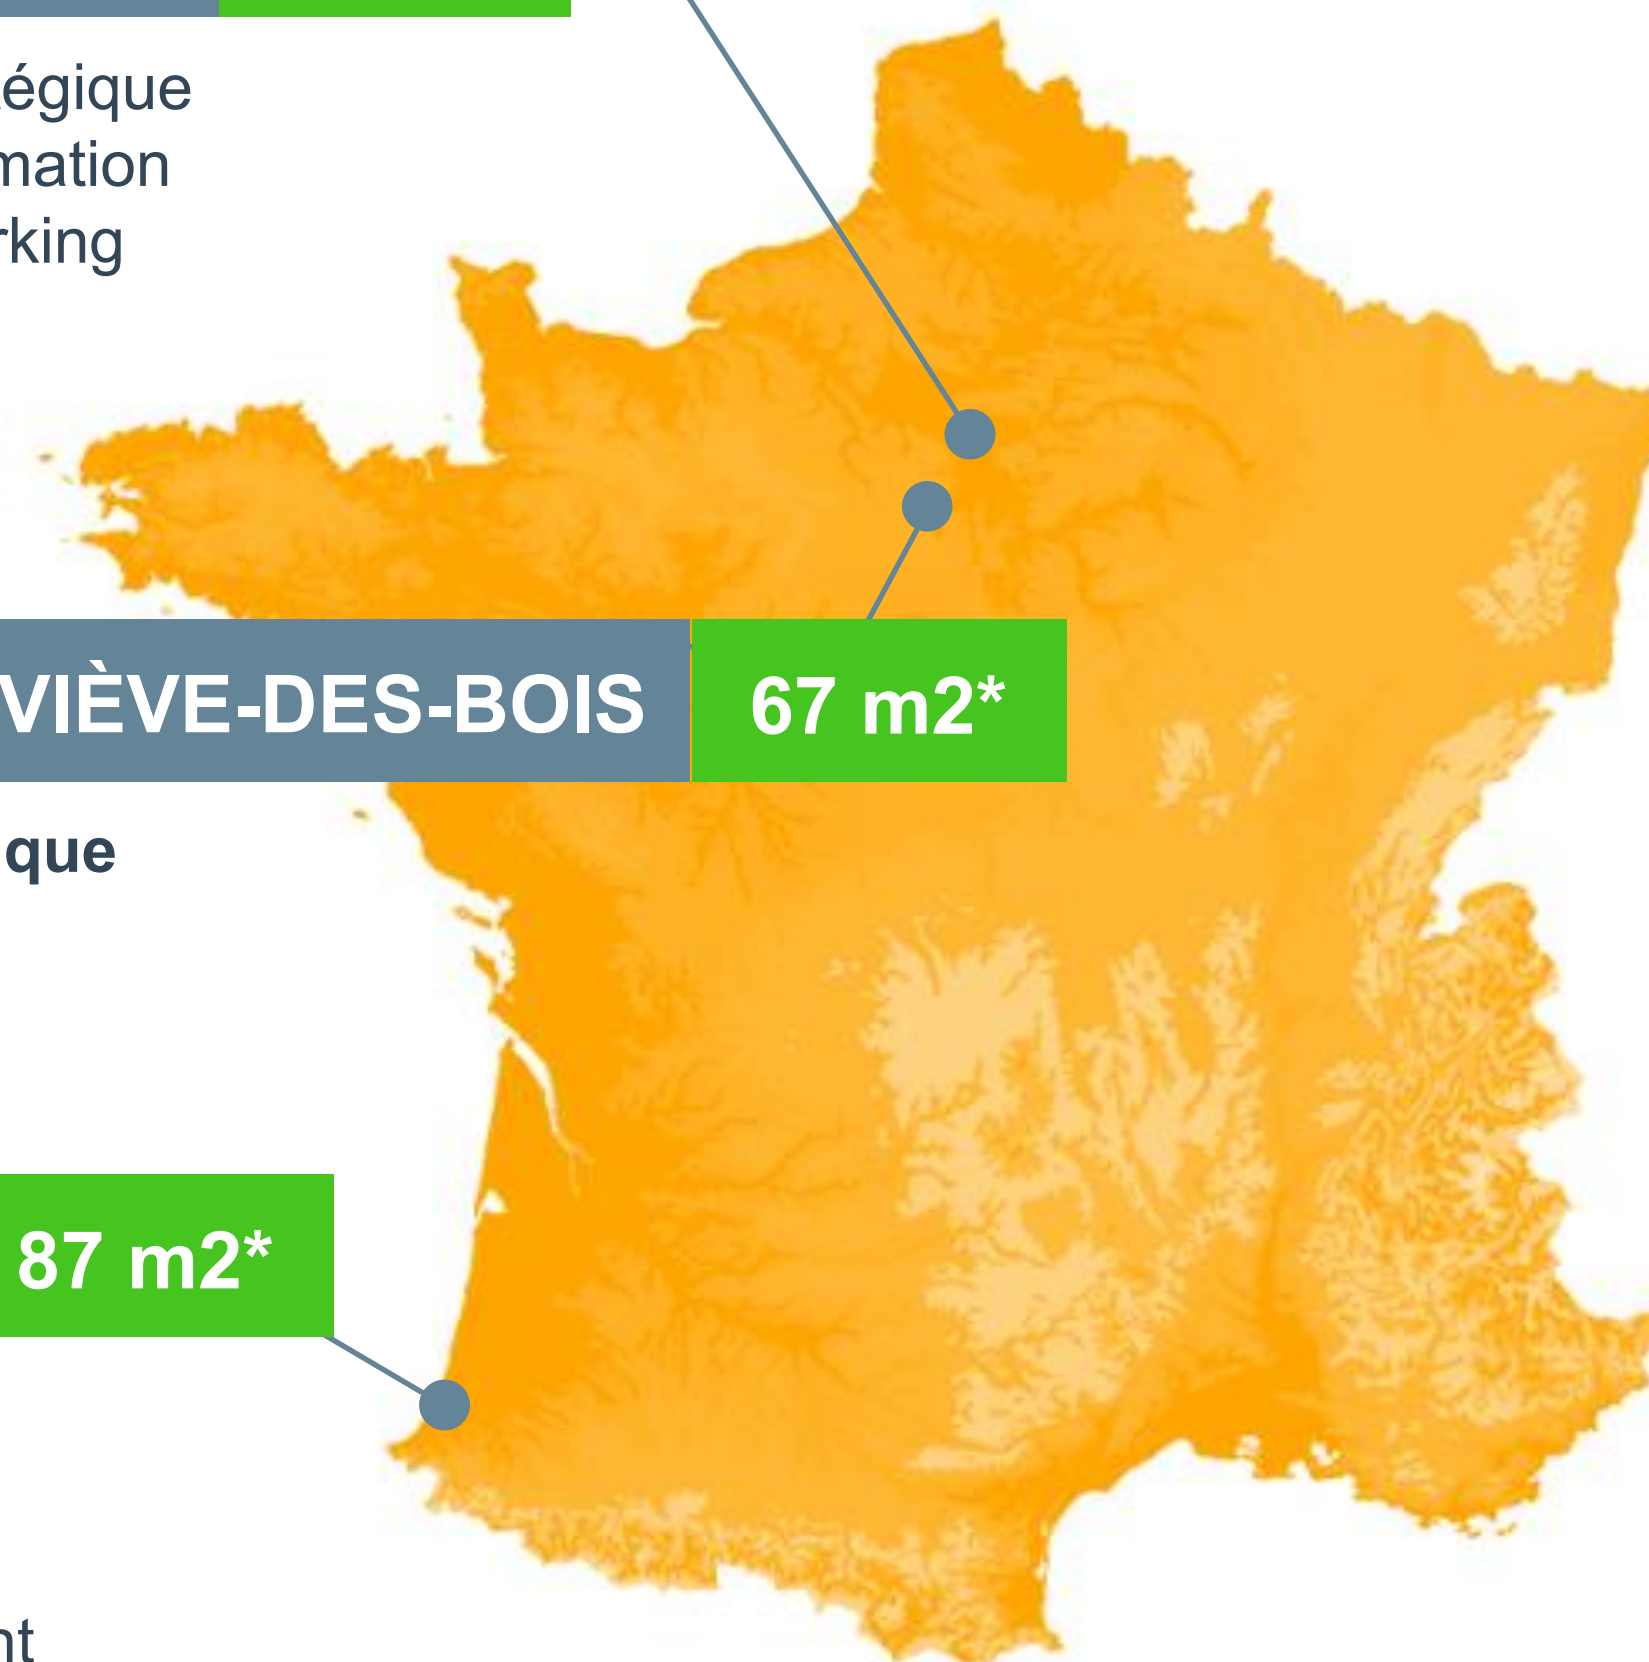 égique
mation
rking
VIÈVE-DES-BOIS 67 m2*
que
87 m2*
nt